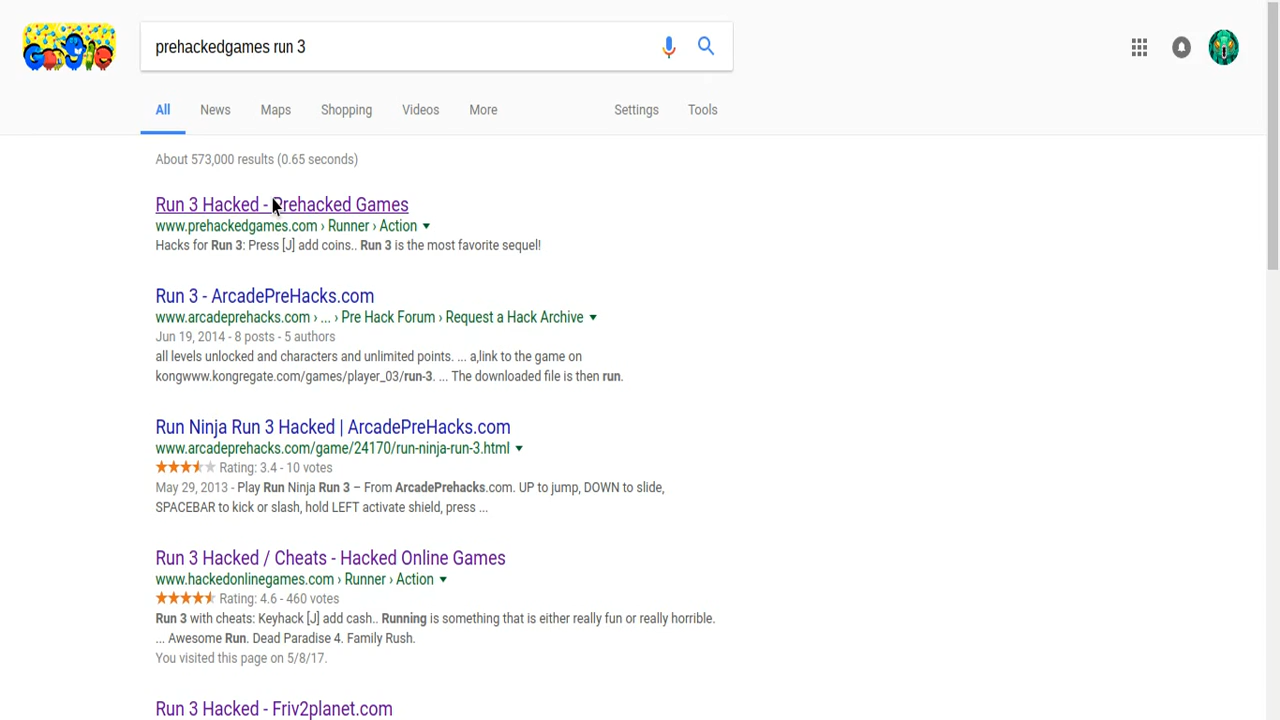 Google
prehackedgames run 3
All News Maps Shopping Videos More Settings Tools
About 573,000 results (0.65 seconds)
Run 3 Hacked - Prehacked Games
www.prehackedgames.com › Runner › Action
Hacks for Run 3: Press [J] add coins.. Run 3 is the most favorite sequel!
Run 3 - ArcadePreHacks.com
www.arcadeprehacks.com › ... › Pre Hack Forum › Request a Hack Archive
Jun 19, 2014 - 8 posts - 5 authors
all levels unlocked and characters and unlimited points. ... a,link to the game on
kongwww.kongregate.com/games/player_03/run-3. ... The downloaded file is then run.
Run Ninja Run 3 Hacked | ArcadePreHacks.com
www.arcadeprehacks.com/game/24170/run-ninja-run-3.html
Rating: 3.4 - 10 votes
May 29, 2013 - Play Run Ninja Run 3 – From ArcadePrehacks.com. UP to jump, DOWN to slide,
SPACEBAR to kick or slash, hold LEFT activate shield, press ...
Run 3 Hacked / Cheats - Hacked Online Games
www.hackedonlinegames.com › Runner › Action
Rating: 4.6 - 460 votes
Run 3 with cheats: Keyhack [J] add cash.. Running is something that is either really fun or really horrible.
... Awesome Run. Dead Paradise 4. Family Rush.
You visited this page on 5/8/17.
Run 3 Hacked - Friv2planet.com